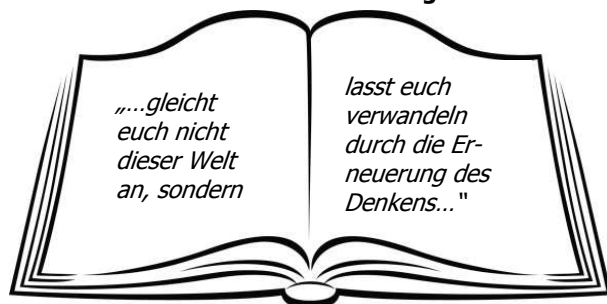 „...gleicht
euch nicht
dieser Welt
an, sondern
lasst euch
verwandeln
durch die Er-
neuerung des
Denkens..."